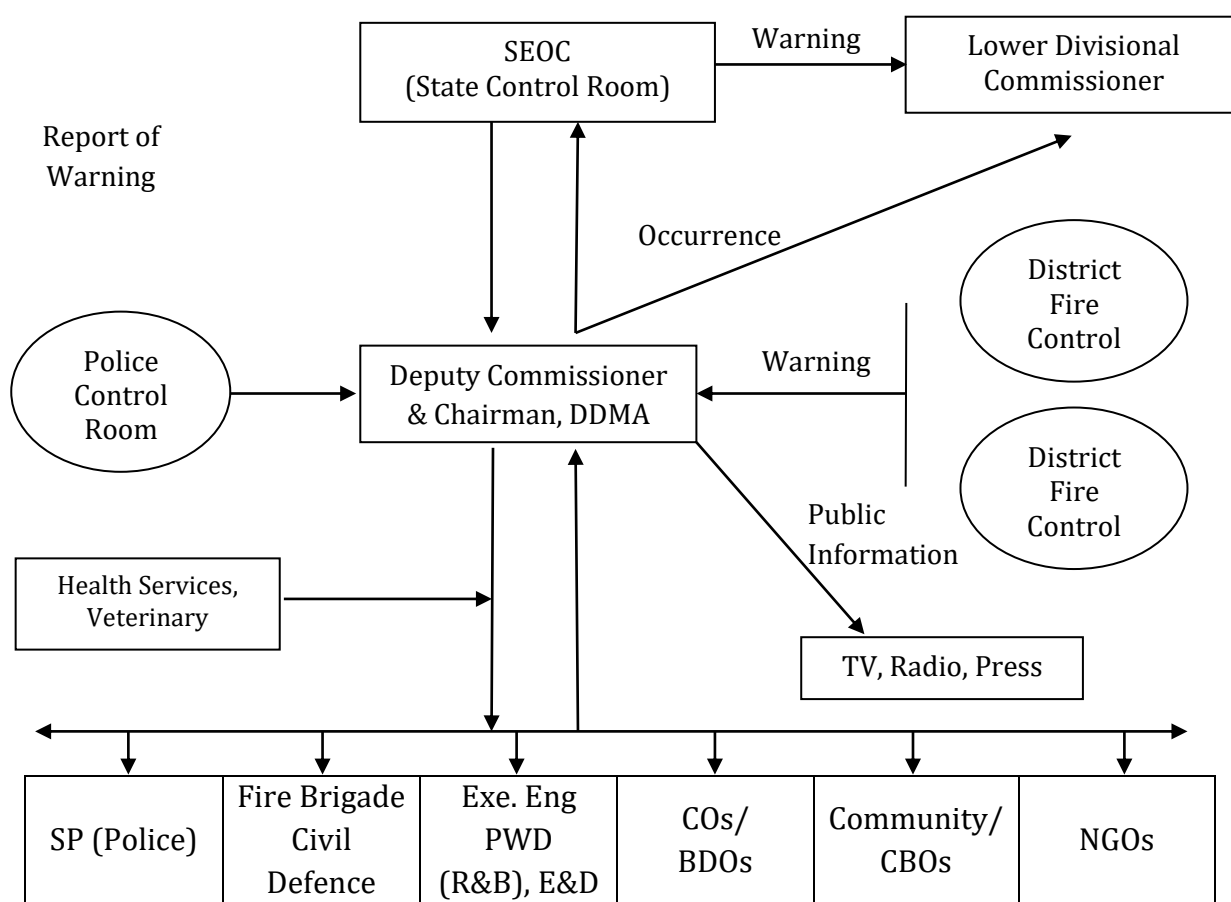 SEOC
(State Control Room)
Warning
Lower Divisional
Commissioner
Report of
Warning
Occurrence
District
Fire
Control
Police
Control
Room
Deputy Commissioner
& Chairman, DDMA
Warning
District
Fire
Control
Public
Information
Health Services,
Veterinary
TV, Radio, Press
SP (Police)
Fire Brigade
Civil
Defence
Exe. Eng
PWD
(R&B), E&D
COs/
BDOs
Community/
CBOs
NGOs